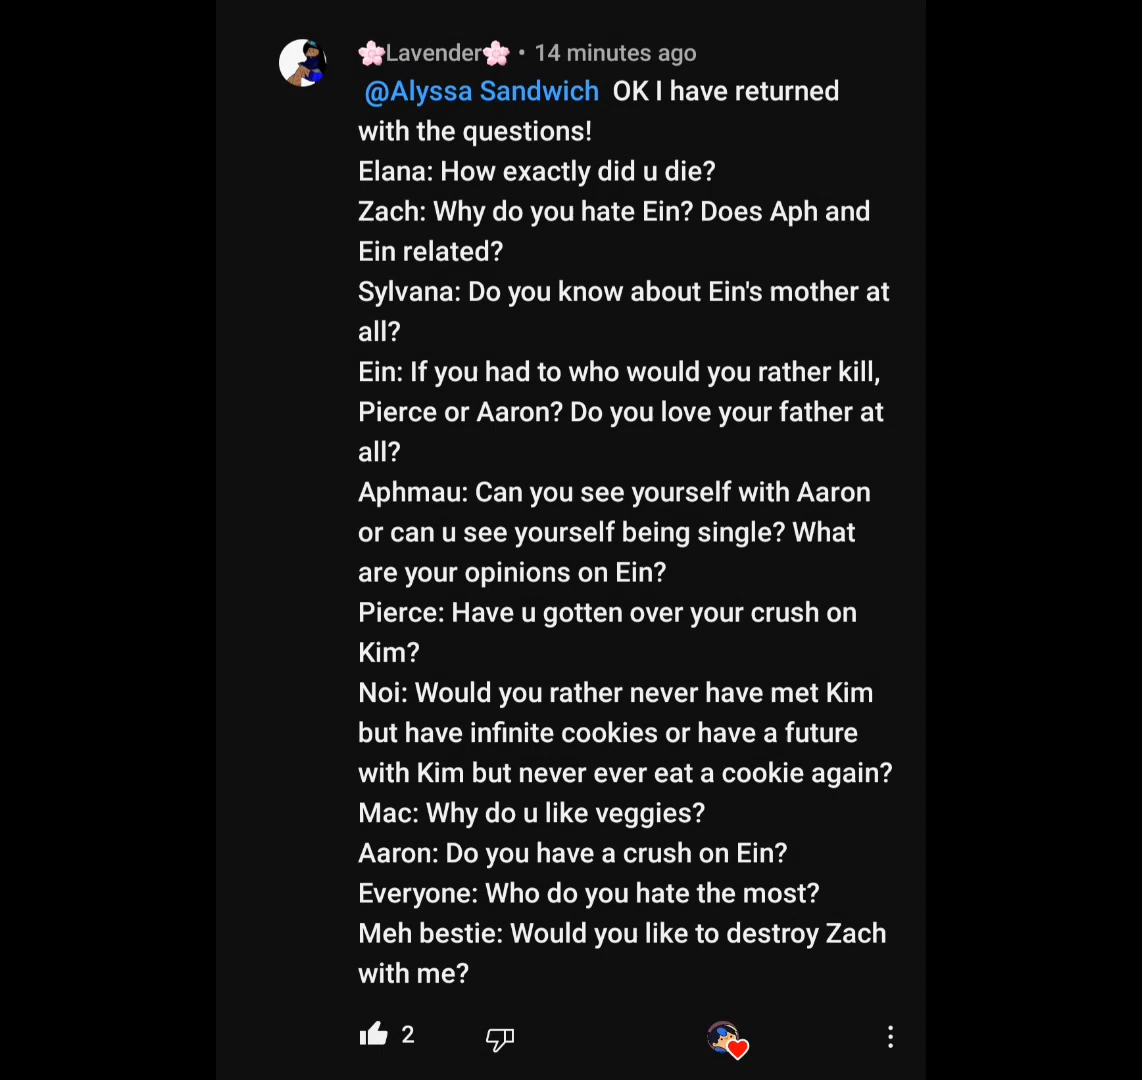 🌸Lavender🌸 • 14 minutes ago
@Alyssa Sandwich OK I have returned
with the questions!
Elana: How exactly did u die?
Zach: Why do you hate Ein? Does Aph and
Ein related?
Sylvana: Do you know about Ein's mother at
all?
Ein: If you had to who would you rather kill,
Pierce or Aaron? Do you love your father at
all?
Aphmau: Can you see yourself with Aaron
or can u see yourself being single? What
are your opinions on Ein?
Pierce: Have u gotten over your crush on
Kim?
Noi: Would you rather never have met Kim
but have infinite cookies or have a future
with Kim but never ever eat a cookie again?
Mac: Why do u like veggies?
Aaron: Do you have a crush on Ein?
Everyone: Who do you hate the most?
Meh bestie: Would you like to destroy Zach
with me?
2